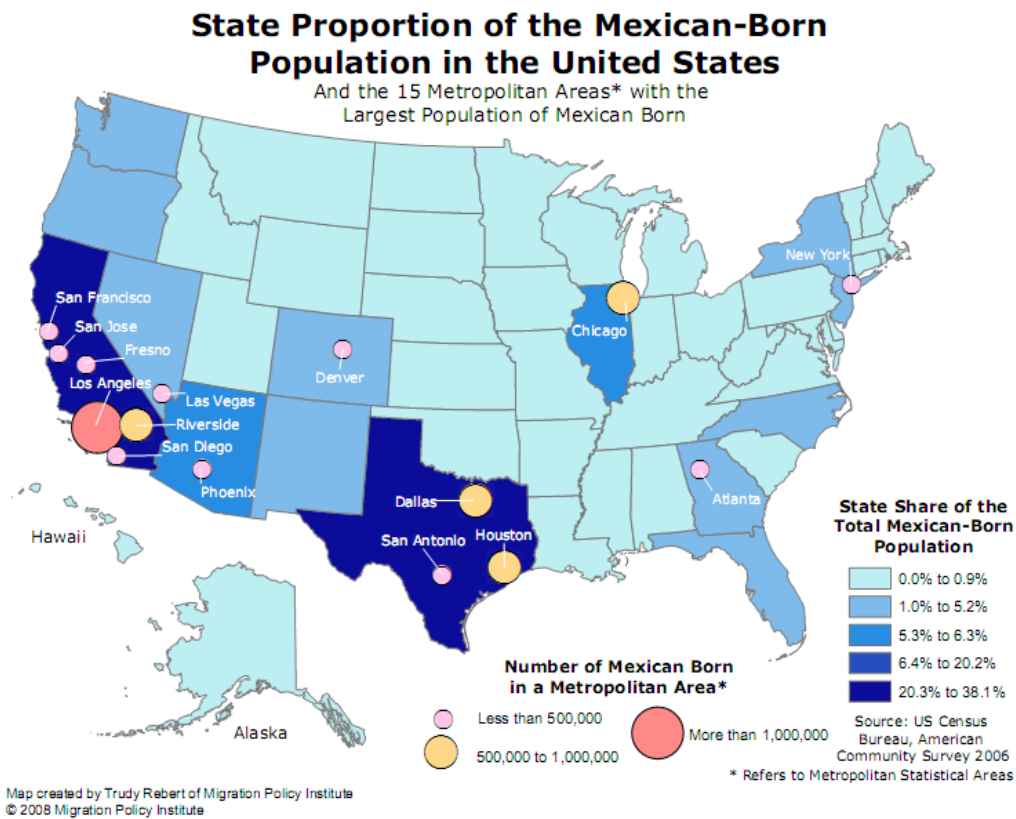 State Proportion of the Mexican-Born
Population in the United States
And the 15 Metropolitan Areas* with the
Largest Population of Mexican Born
New York
San Francisco
San Jose
Chicago
Fresno
Denver
Los Angeles
Las Vegas
Riverside
San Diego
Phoenix
Atlanta
Dallas
San Antonio
Houston
Hawaii
Alaska
State Share of the
Total Mexican-Born
Population
0.0% to 0.9%
1.0% to 5.2%
5.3% to 6.3%
6.4% to 20.2%
20.3% to 38.1%
Number of Mexican Born
in a Metropolitan Area*
Less than 500,000
500,000 to 1,000,000
More than 1,000,000
Source: US Census
Bureau, American
Community Survey 2006
* Refers to Metropolitan Statistical Areas
Map created by Trudy Rebert of Migration Policy Institute
© 2008 Migration Policy Institute